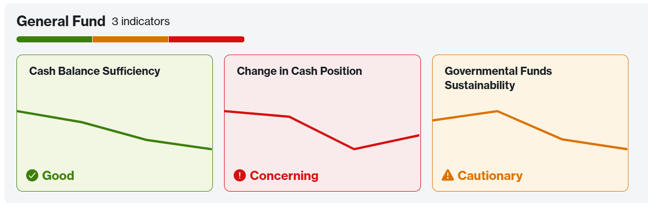 General Fund 3 indicators
Cash Balance Sufficiency
Change in Cash Position
Governmental Funds
Sustainability
Good
Concerning
Cautionary